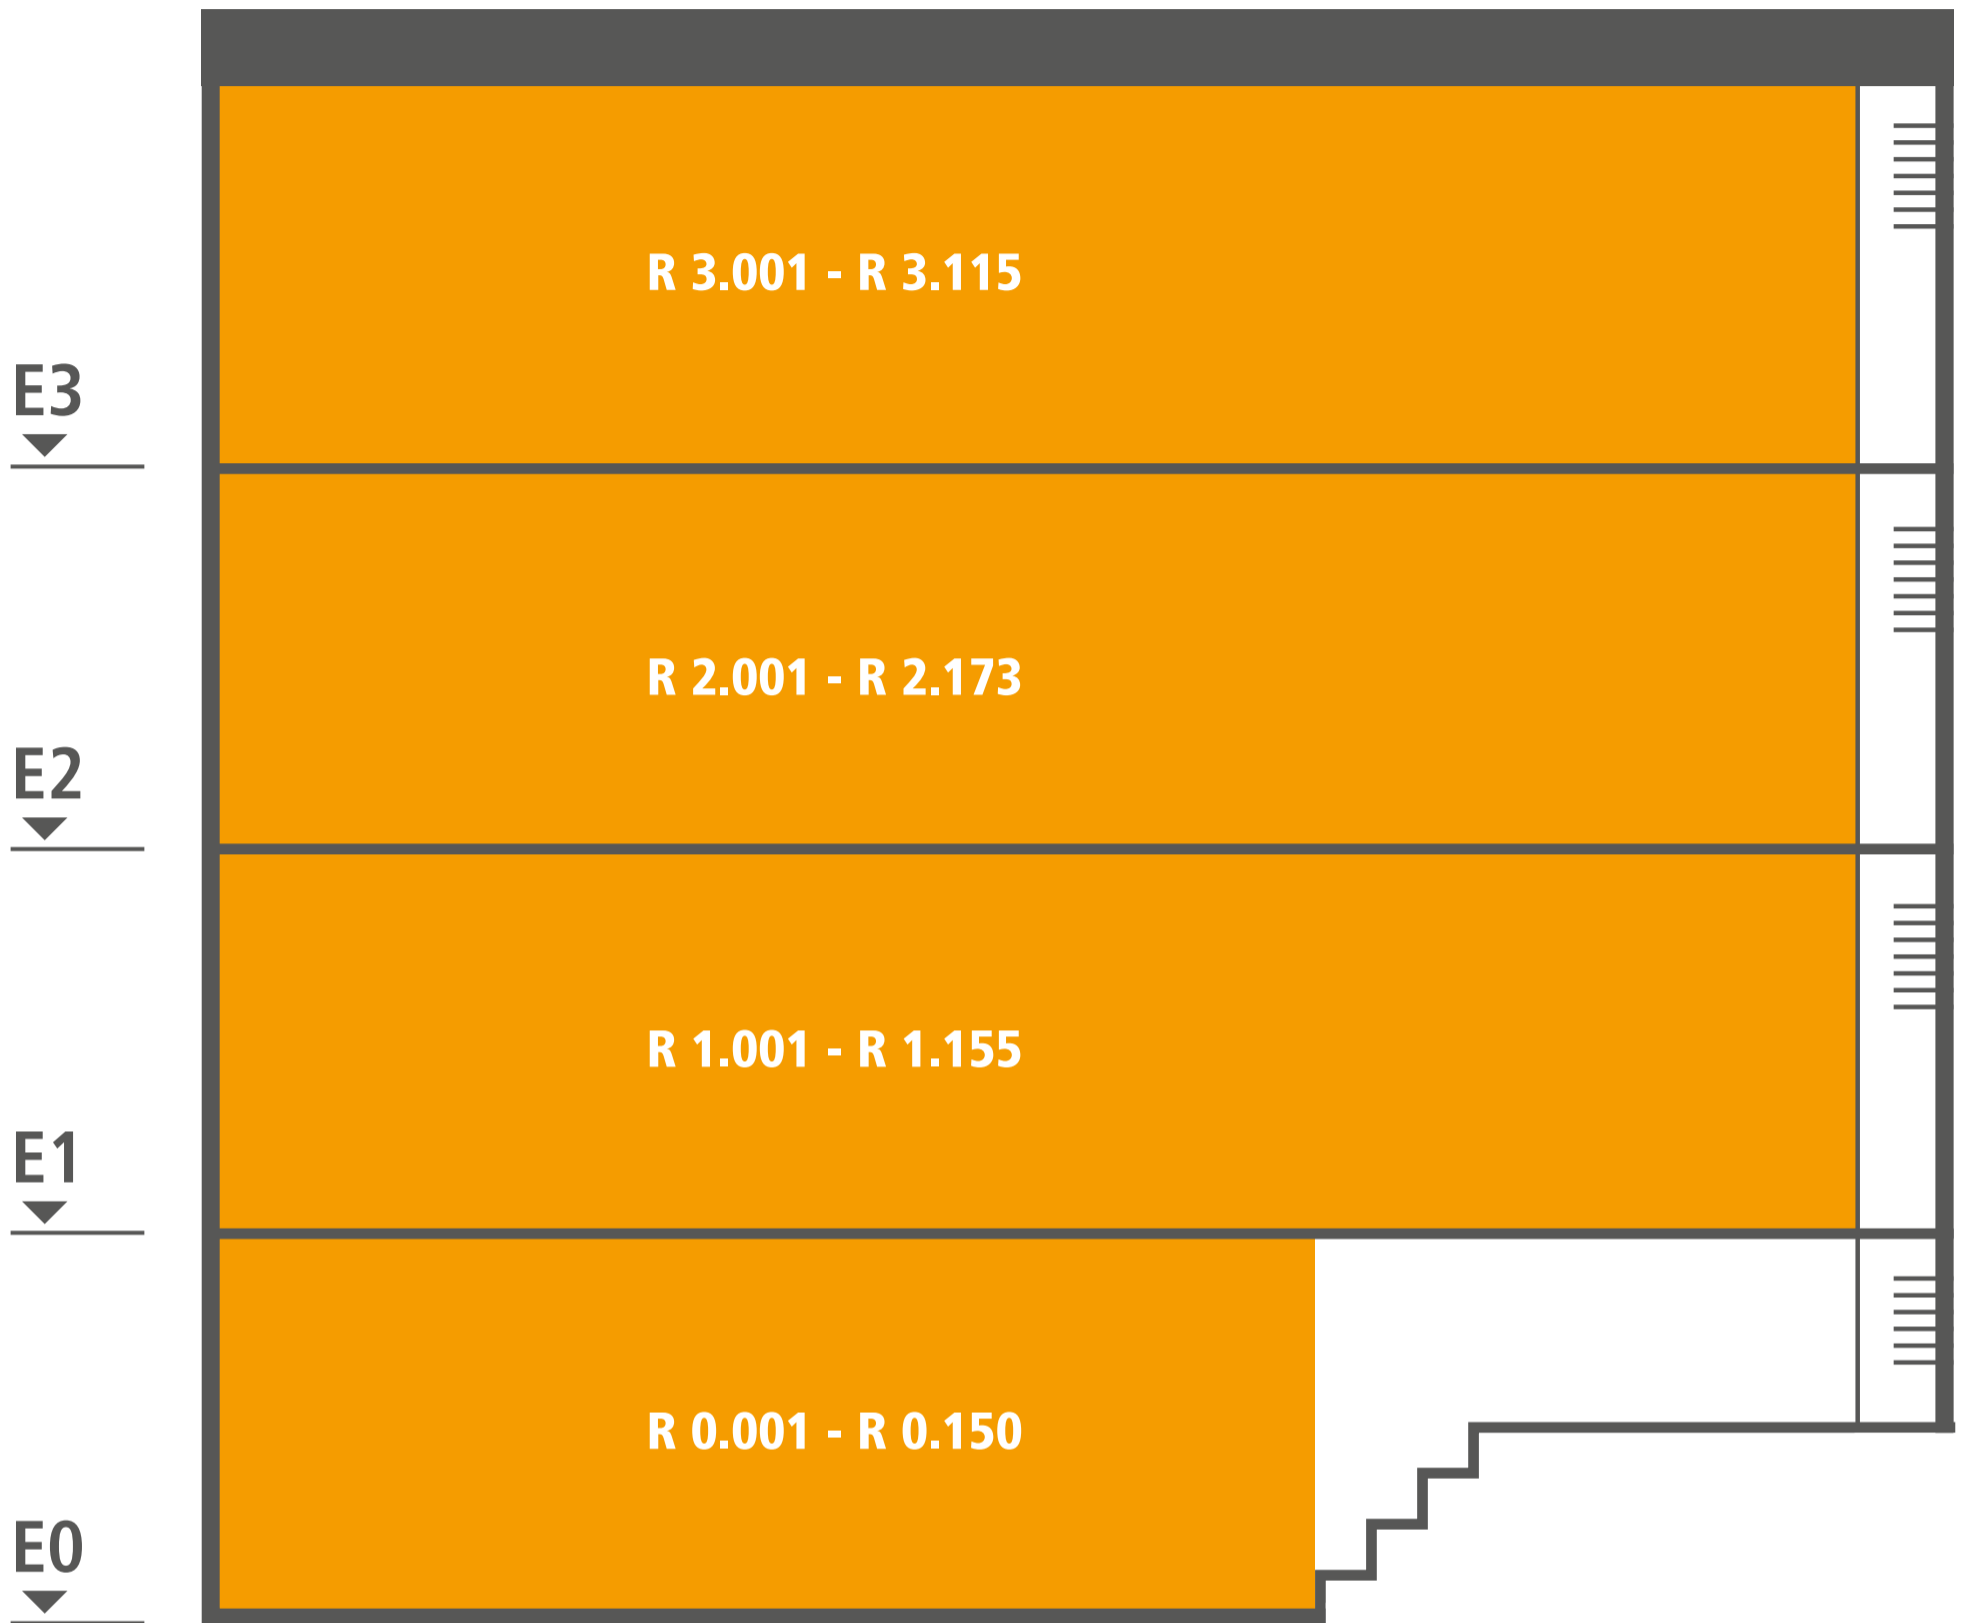 R 3.001 - R 3.115
E3
R 2.001 - R 2.173
E2
R 1.001 - R 1.155
E1
R 0.001 - R 0.150
E0